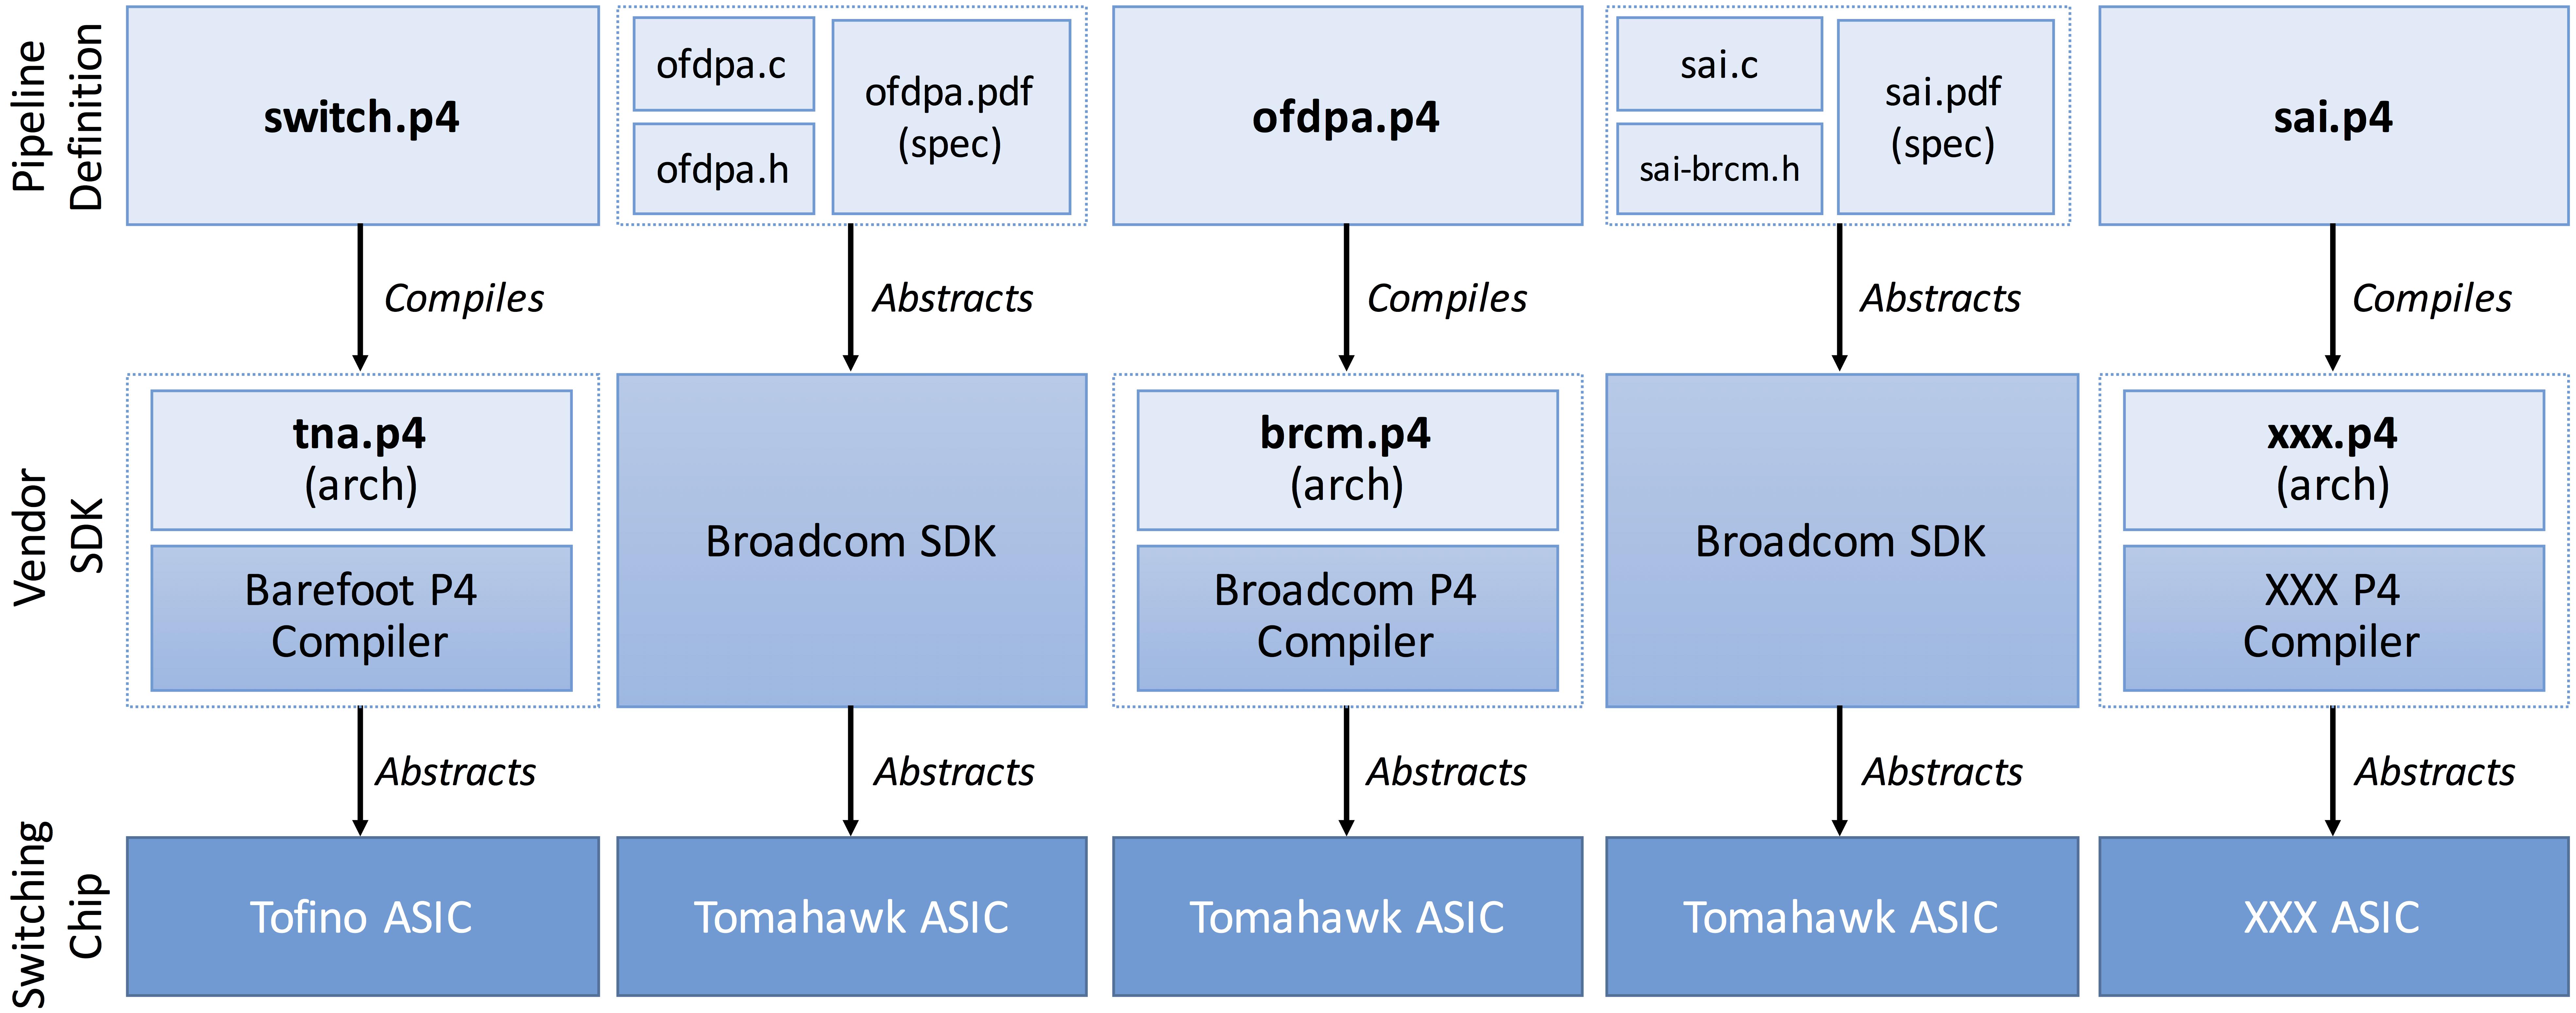 Pipeline
Definition
switch.p4
ofdpa.c
ofdpa.h
ofdpa.pdf
(spec)
ofdpa.p4
sai.c
sai-brcm.h
sai.pdf
(spec)
sai.p4
Compiles
Abstracts
Compiles
Abstracts
Compiles
Vendor
SDK
tna.p4
(arch)
Barefoot P4
Compiler
Broadcom SDK
brcm.p4
(arch)
Broadcom P4
Compiler
Broadcom SDK
xxx.p4
(arch)
XXX P4
Compiler
Abstracts
Abstracts
Abstracts
Abstracts
Abstracts
Switching
Chip
Tofino ASIC
Tomahawk ASIC
Tomahawk ASIC
Tomahawk ASIC
XXX ASIC